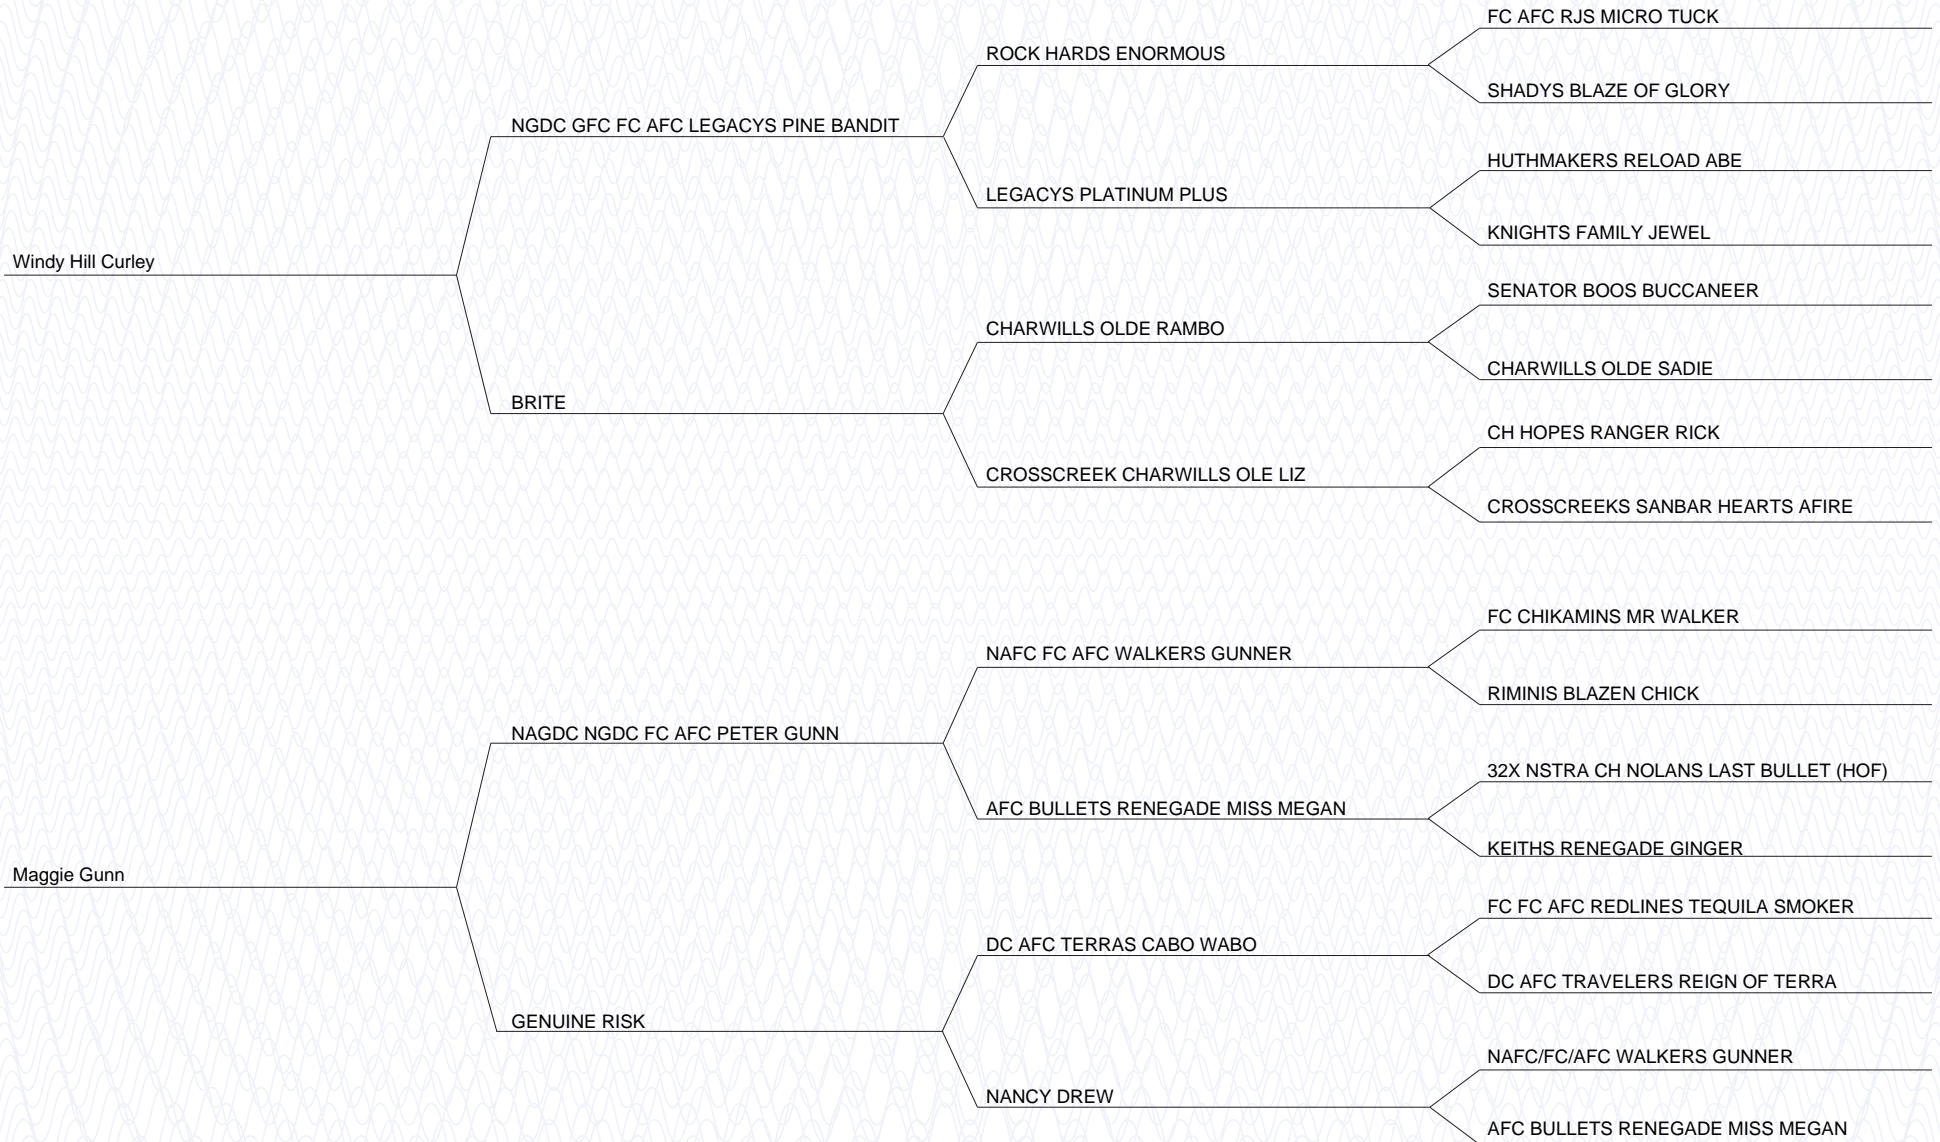 FC AFC RJS MICRO TUCK
ROCK HARDS ENORMOUS
SHADYS BLAZE OF GLORY
NGDC GFC FC AFC LEGACYS PINE BANDIT
HUTHMAKERS RELOAD ABE
LEGACYS PLATINUM PLUS
KNIGHTS FAMILY JEWEL
Windy Hill Curley
SENATOR BOOS BUCCANEER
CHARWILLS OLDE RAMBO
CHARWILLS OLDE SADIE
BRITE
CH HOPES RANGER RICK
CROSSCREEK CHARWILLS OLE LIZ
CROSSCREEKS SANBAR HEARTS AFIRE
FC CHIKAMINS MR WALKER
NAFC FC AFC WALKERS GUNNER
RIMINIS BLAZEN CHICK
NAGDC NGDC FC AFC PETER GUNN
32X NSTRA CH NOLANS LAST BULLET (HOF)
AFC BULLETS RENEGADE MISS MEGAN
KEITHS RENEGADE GINGER
Maggie Gunn
FC FC AFC REDLINES TEQUILA SMOKER
DC AFC TERRAS CABO WABO
DC AFC TRAVELERS REIGN OF TERRA
GENUINE RISK
NAFC/FC/AFC WALKERS GUNNER
NANCY DREW
AFC BULLETS RENEGADE MISS MEGAN